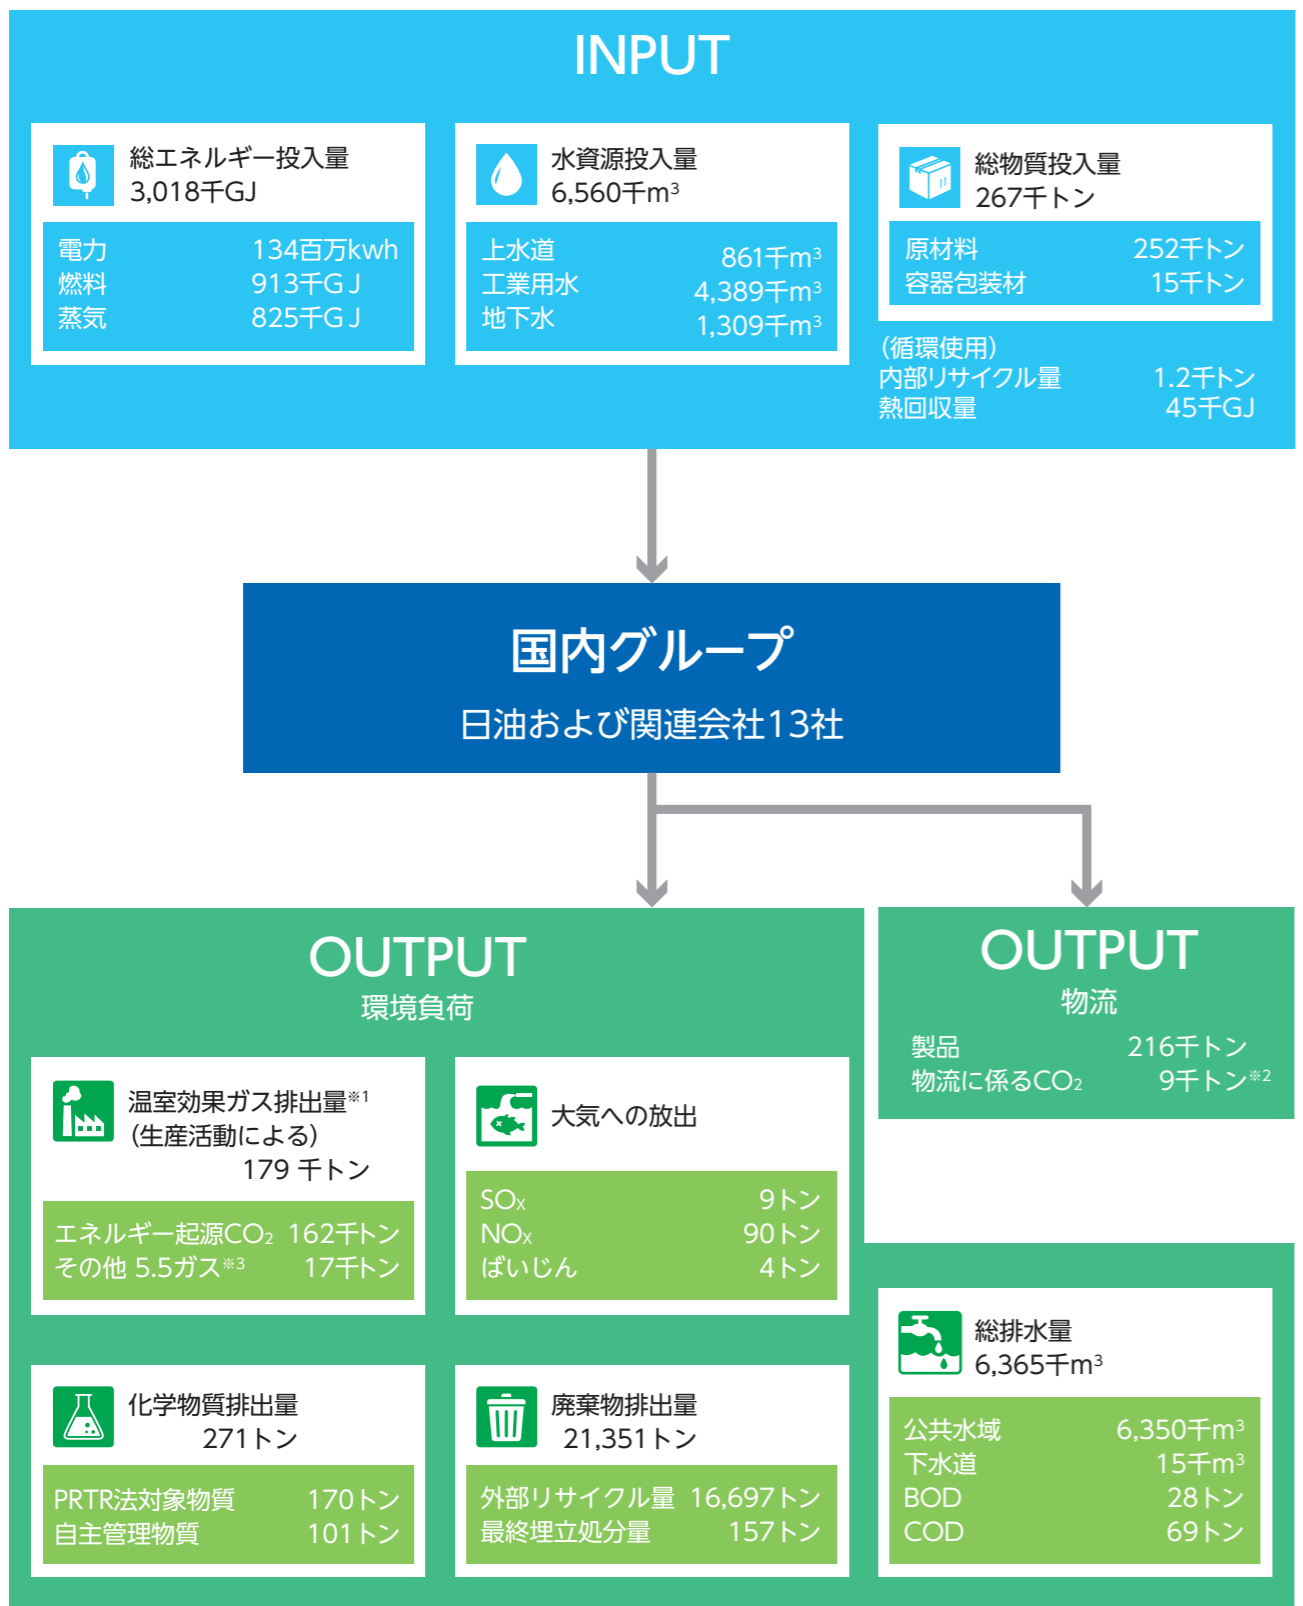 INPUT
総エネルギー投入量
3,018千GJ
電力 134百万kwh
燃料 913千GJ
蒸気 825千GJ
水資源投入量
6,560千m³
上水道 861千m³
工業用水 4,389千m³
地下水 1,309千m³
総物質投入量
267千トン
原材料 252千トン
容器包装材 15千トン
(循環使用)
内部リサイクル量 1.2千トン
熱回収量 45千GJ
国内グループ
日油および関連会社13社
OUTPUT
環境負荷
温室効果ガス排出量※1
(生産活動による)
179 千トン
エネルギー起源CO₂ 162千トン
その他 5.5ガス※3 17千トン
大気への放出
SOx 9トン
NOx 90トン
ばいじん 4トン
化学物質排出量
271トン
PRTR法対象物質 170トン
自主管理物質 101トン
廃棄物排出量
21,351トン
外部リサイクル量 16,697トン
最終埋立処分量 157トン
OUTPUT
物流
製品 216千トン
物流に係るCO₂ 9千トン※2
総排水量
6,365千m³
公共水域 6,350千m³
下水道 15千m³
BOD 28トン
COD 69トン